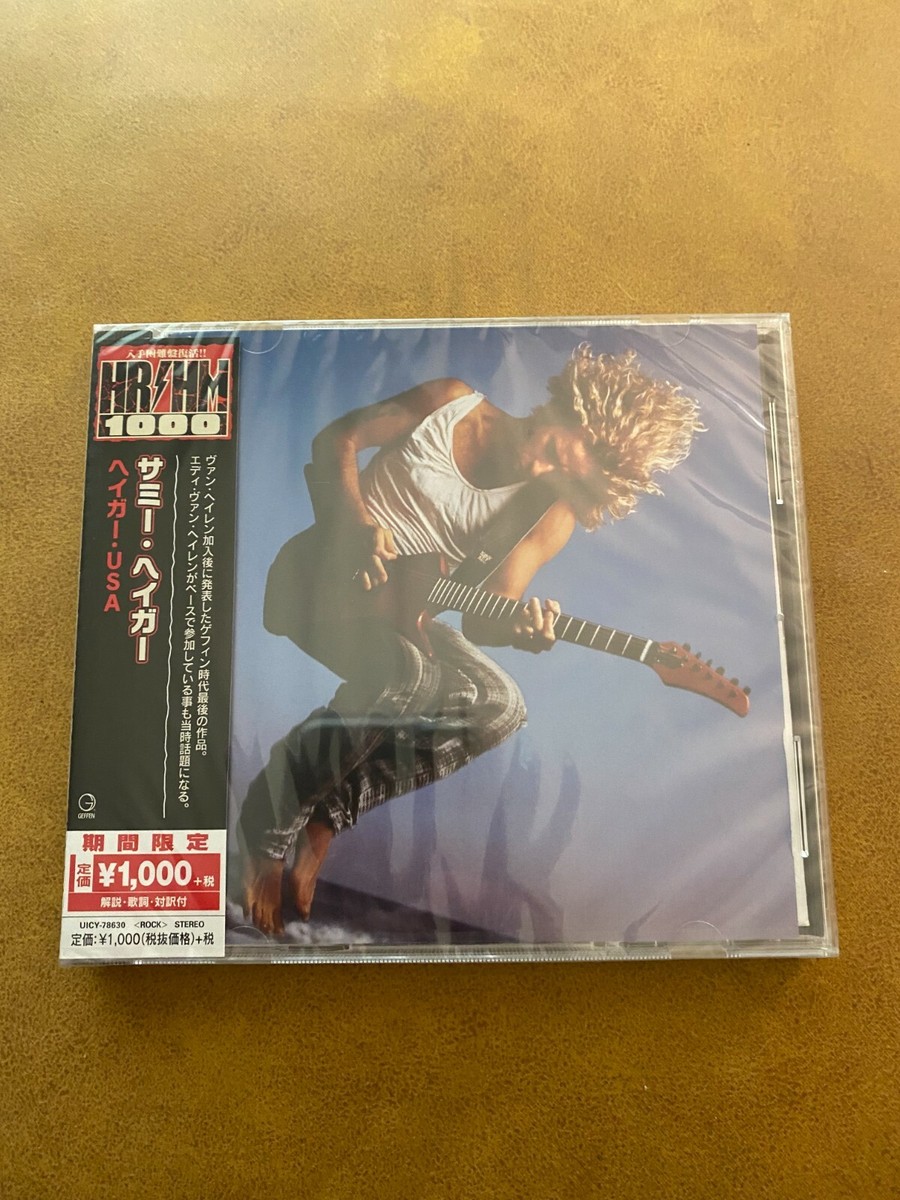 入手困難盤復活!!
HR/HM
1000
サミー・ヘイガー
ヘイガー・USA
ヴァン・ヘイレン加入後に発表したゲフィン時代最後の作品。
エディ・ヴァン・ヘイレンがベースで参加している事も当時話題になる。
GEFFEN
期間限定
定価 ¥1,000 +税
解説・歌詞・対訳付
UICY-78630 <ROCK> STEREO
定価:¥1,000(税抜価格)+税